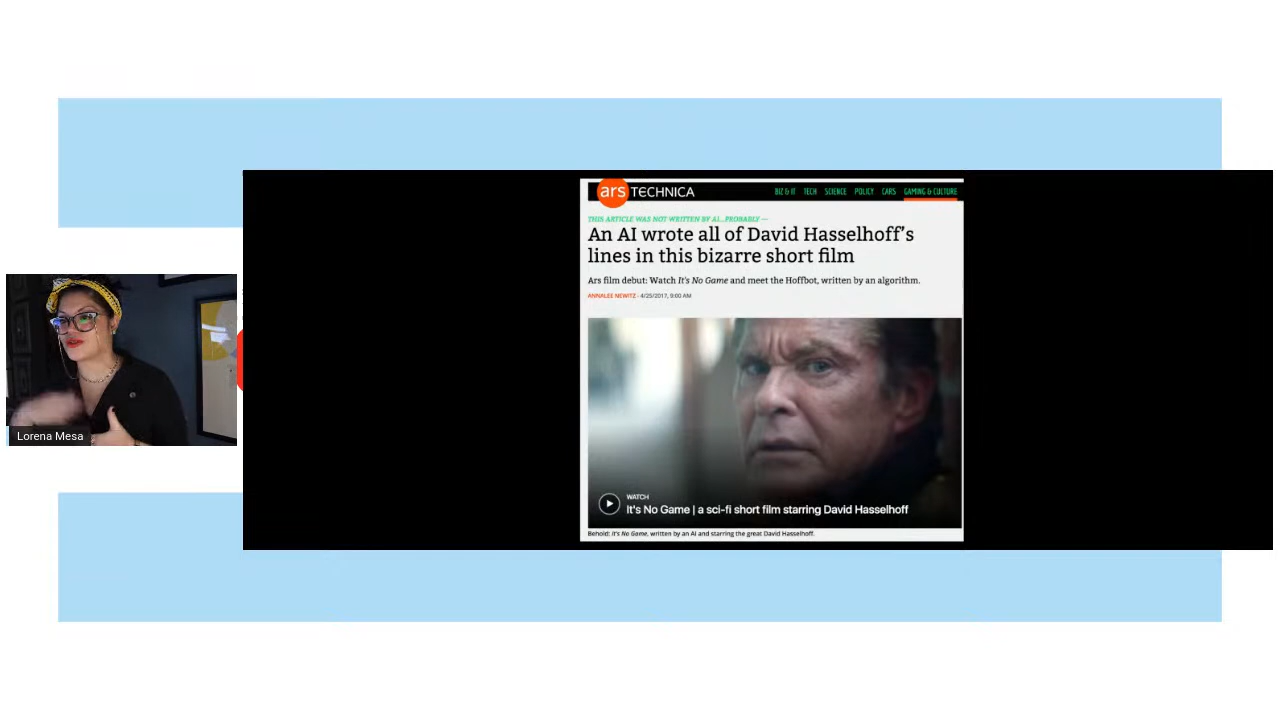 ars TECHNICA
BIZ & IT TECH SCIENCE POLICY CARS GAMING & CULTURE
THIS ARTICLE WAS NOT WRITTEN BY AI...PROBABLY —
An AI wrote all of David Hasselhoff's
lines in this bizarre short film
Ars film debut: Watch It's No Game and meet the Hoffbot, written by an algorithm.
ANNALEE NEWITZ - 4/25/2017, 9:00 AM
WATCH
It's No Game | a sci-fi short film starring David Hasselhoff
Behold: It's No Game, written by an AI and starring the great David Hasselhoff.
Lorena Mesa